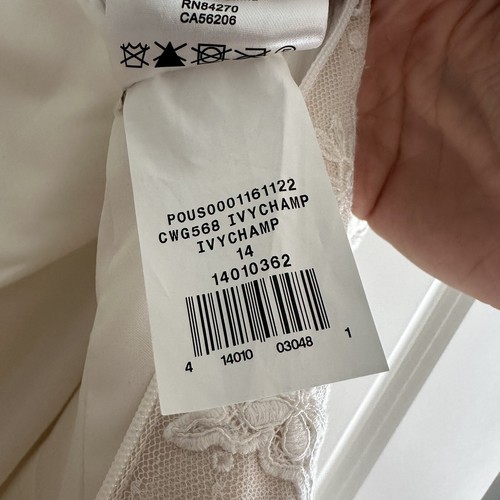 RN84270
CA56206
POUS0001161122
CWG568 IVYCHAMP
IVYCHAMP
14
14010362
4 14010 03048 1